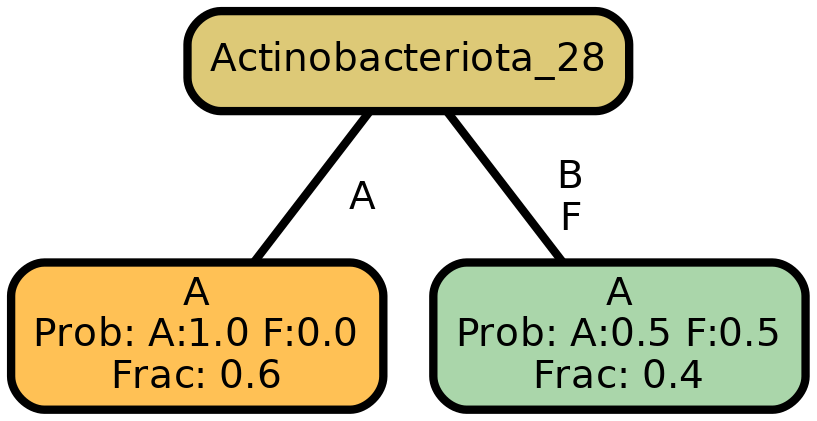 Actinobacteriota_28
A
B
F
A
Prob: A:1.0 F:0.0
Frac: 0.6
A
Prob: A:0.5 F:0.5
Frac: 0.4